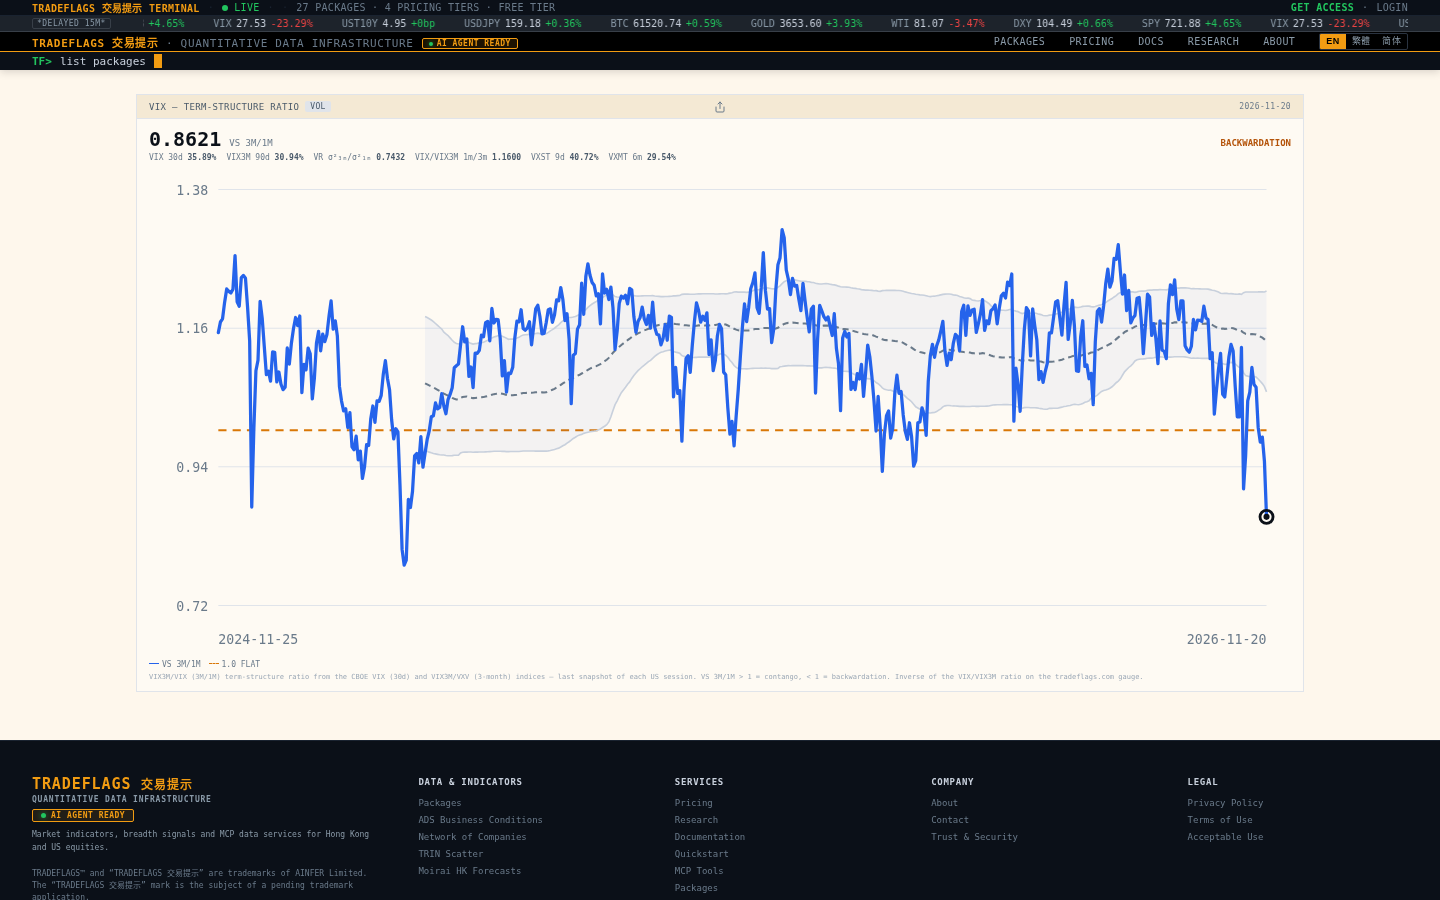 TRADEFLAGS 交易提示 TERMINAL · ● LIVE · · 27 PACKAGES · 4 PRICING TIERS · FREE TIER GET ACCESS · LOGIN
*DELAYED 15M* +4.65% VIX 27.53 -23.29% UST10Y 4.95 +0bp USDJPY 159.18 +0.36% BTC 61520.74 +0.59% GOLD 3653.60 +3.93% WTI 81.07 -3.47% DXY 104.49 +0.66% SPY 721.88 +4.65% VIX 27.53 -23.29% US
TRADEFLAGS 交易提示 · QUANTITATIVE DATA INFRASTRUCTURE ● AI AGENT READY PACKAGES PRICING DOCS RESEARCH ABOUT EN 繁體 简体
TF> list packages
VIX — TERM-STRUCTURE RATIO VOL 2026-11-20
0.8621 VS 3M/1M BACKWARDATION
VIX 30d 35.89% VIX3M 90d 30.94% VR σ²₃ₘ/σ²₁ₘ 0.7432 VIX/VIX3M 1m/3m 1.1600 VXST 9d 40.72% VXMT 6m 29.54%
1.38
1.16
0.94
0.72
2024-11-25 2026-11-20
VS 3M/1M 1.0 FLAT
VIX3M/VIX (3M/1M) term-structure ratio from the CBOE VIX (30d) and VIX3M/VXV (3-month) indices — last snapshot of each US session. VS 3M/1M > 1 = contango, < 1 = backwardation. Inverse of the VIX/VIX3M ratio on the tradeflags.com gauge.
TRADEFLAGS 交易提示
QUANTITATIVE DATA INFRASTRUCTURE
● AI AGENT READY
Market indicators, breadth signals and MCP data services for Hong Kong
and US equities.
TRADEFLAGS™ and “TRADEFLAGS 交易提示” are trademarks of AINFER Limited.
The “TRADEFLAGS 交易提示” mark is the subject of a pending trademark
application.
DATA & INDICATORS
Packages
ADS Business Conditions
Network of Companies
TRIN Scatter
Moirai HK Forecasts
SERVICES
Pricing
Research
Documentation
Quickstart
MCP Tools
Packages
COMPANY
About
Contact
Trust & Security
LEGAL
Privacy Policy
Terms of Use
Acceptable Use